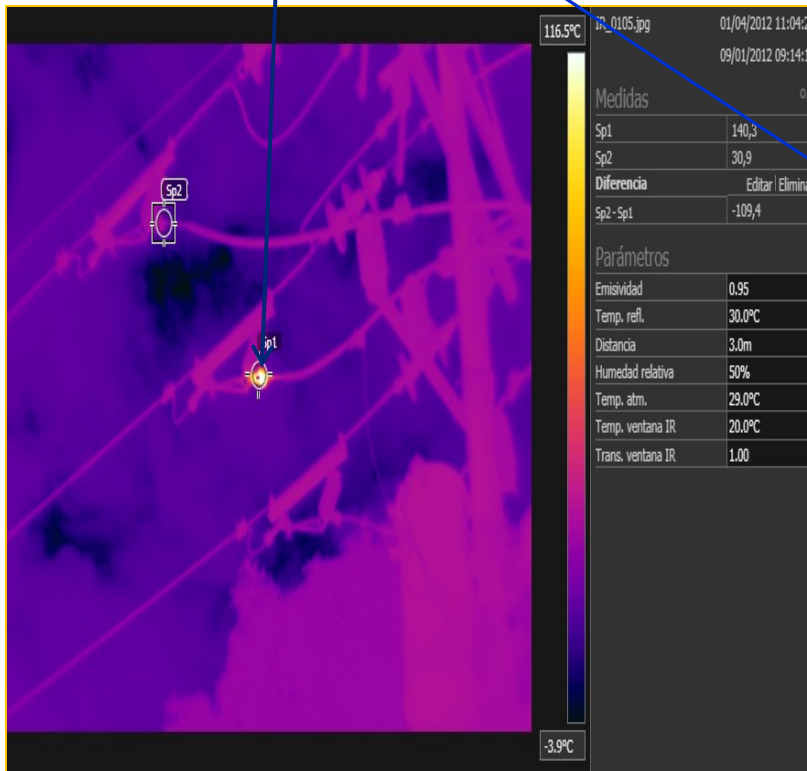 116.5ºC
IR_0105.jpg 01/04/2012 11:04:2
09/01/2012 09:14:1
Medidas
Sp1 140,3
Sp2 30,9
Diferencia Editar | Elimina
Sp2 - Sp1 -109,4
Parámetros
Emisividad 0.95
Temp. refl. 30.0ºC
Distancia 3.0m
Humedad relativa 50%
Temp. atm. 29.0ºC
Temp. ventana IR 20.0ºC
Trans. ventana IR 1.00
Sp2
Sp1
-3.9ºC